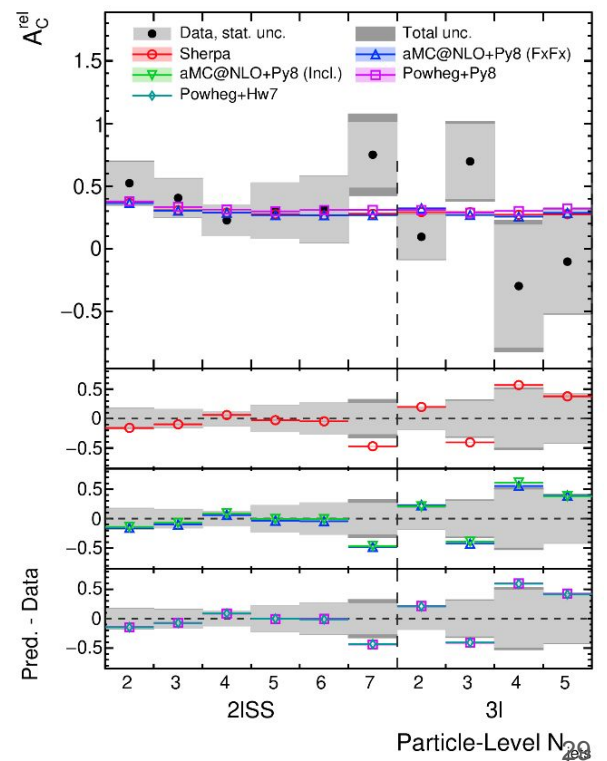 A_C^rel
Data, stat. unc. Total unc.
Sherpa aMC@NLO+Py8 (FxFx)
aMC@NLO+Py8 (Incl.) Powheg+Py8
Powheg+Hw7
1.5
1
0.5
0
−0.5
0.5
0
−0.5
0.5
0
−0.5
0.5
0
−0.5
Pred. - Data
2 3 4 5 6 7 2 3 4 5
2lSS 3l
Particle-Level N_jets
29